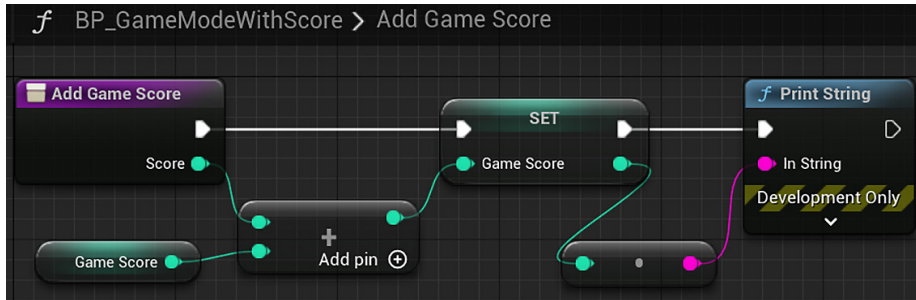 f BP_GameModeWithScore > Add Game Score
Add Game Score
SET
f Print String
Score
Game Score
In String
Development Only
+
Add pin
Game Score